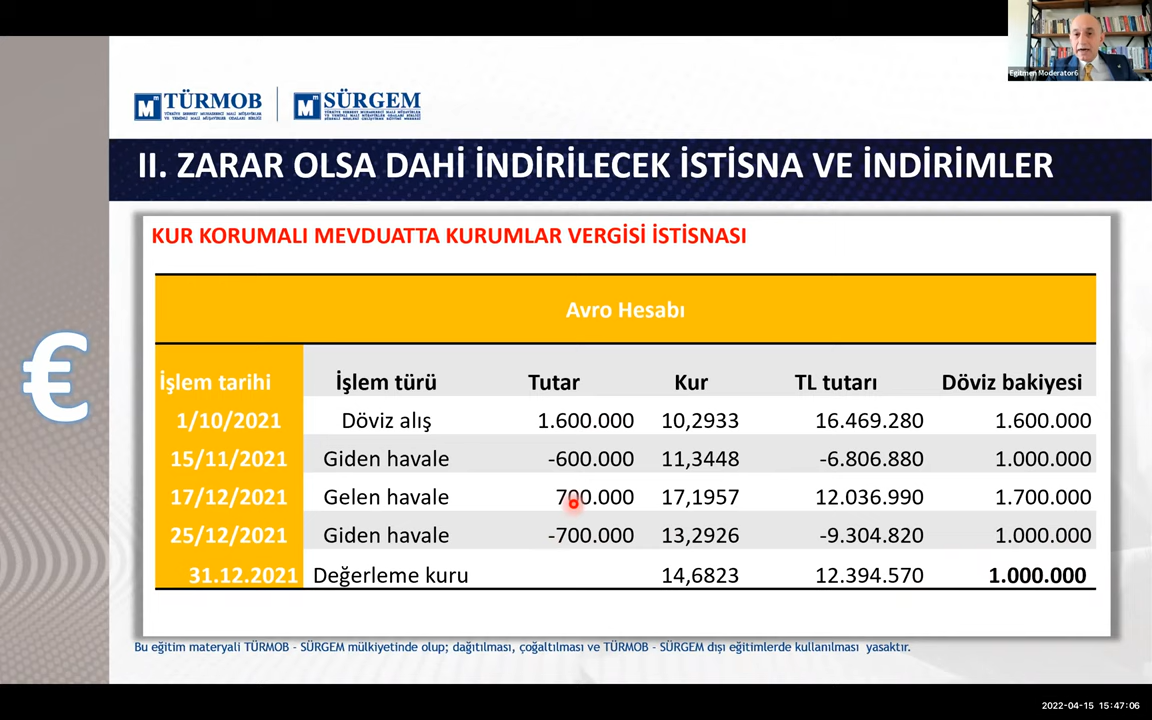 Egitmen Moderator6
TÜRMOB
SÜRGEM
II. ZARAR OLSA DAHİ İNDİRİLECEK İSTİSNA VE İNDİRİMLER
KUR KORUMALI MEVDUATTA KURUMLAR VERGİSİ İSTİSNASI
Avro Hesabı
İşlem tarihi İşlem türü Tutar Kur TL tutarı Döviz bakiyesi
1/10/2021 Döviz alış 1.600.000 10,2933 16.469.280 1.600.000
15/11/2021 Giden havale -600.000 11,3448 -6.806.880 1.000.000
17/12/2021 Gelen havale 700.000 17,1957 12.036.990 1.700.000
25/12/2021 Giden havale -700.000 13,2926 -9.304.820 1.000.000
31.12.2021 Değerleme kuru 14,6823 12.394.570 1.000.000
€
Bu eğitim materyali TÜRMOB - SÜRGEM mülkiyetinde olup; dağıtılması, çoğaltılması ve TÜRMOB - SÜRGEM dışı eğitimlerde kullanılması yasaktır.
2022-04-15 15:47:06